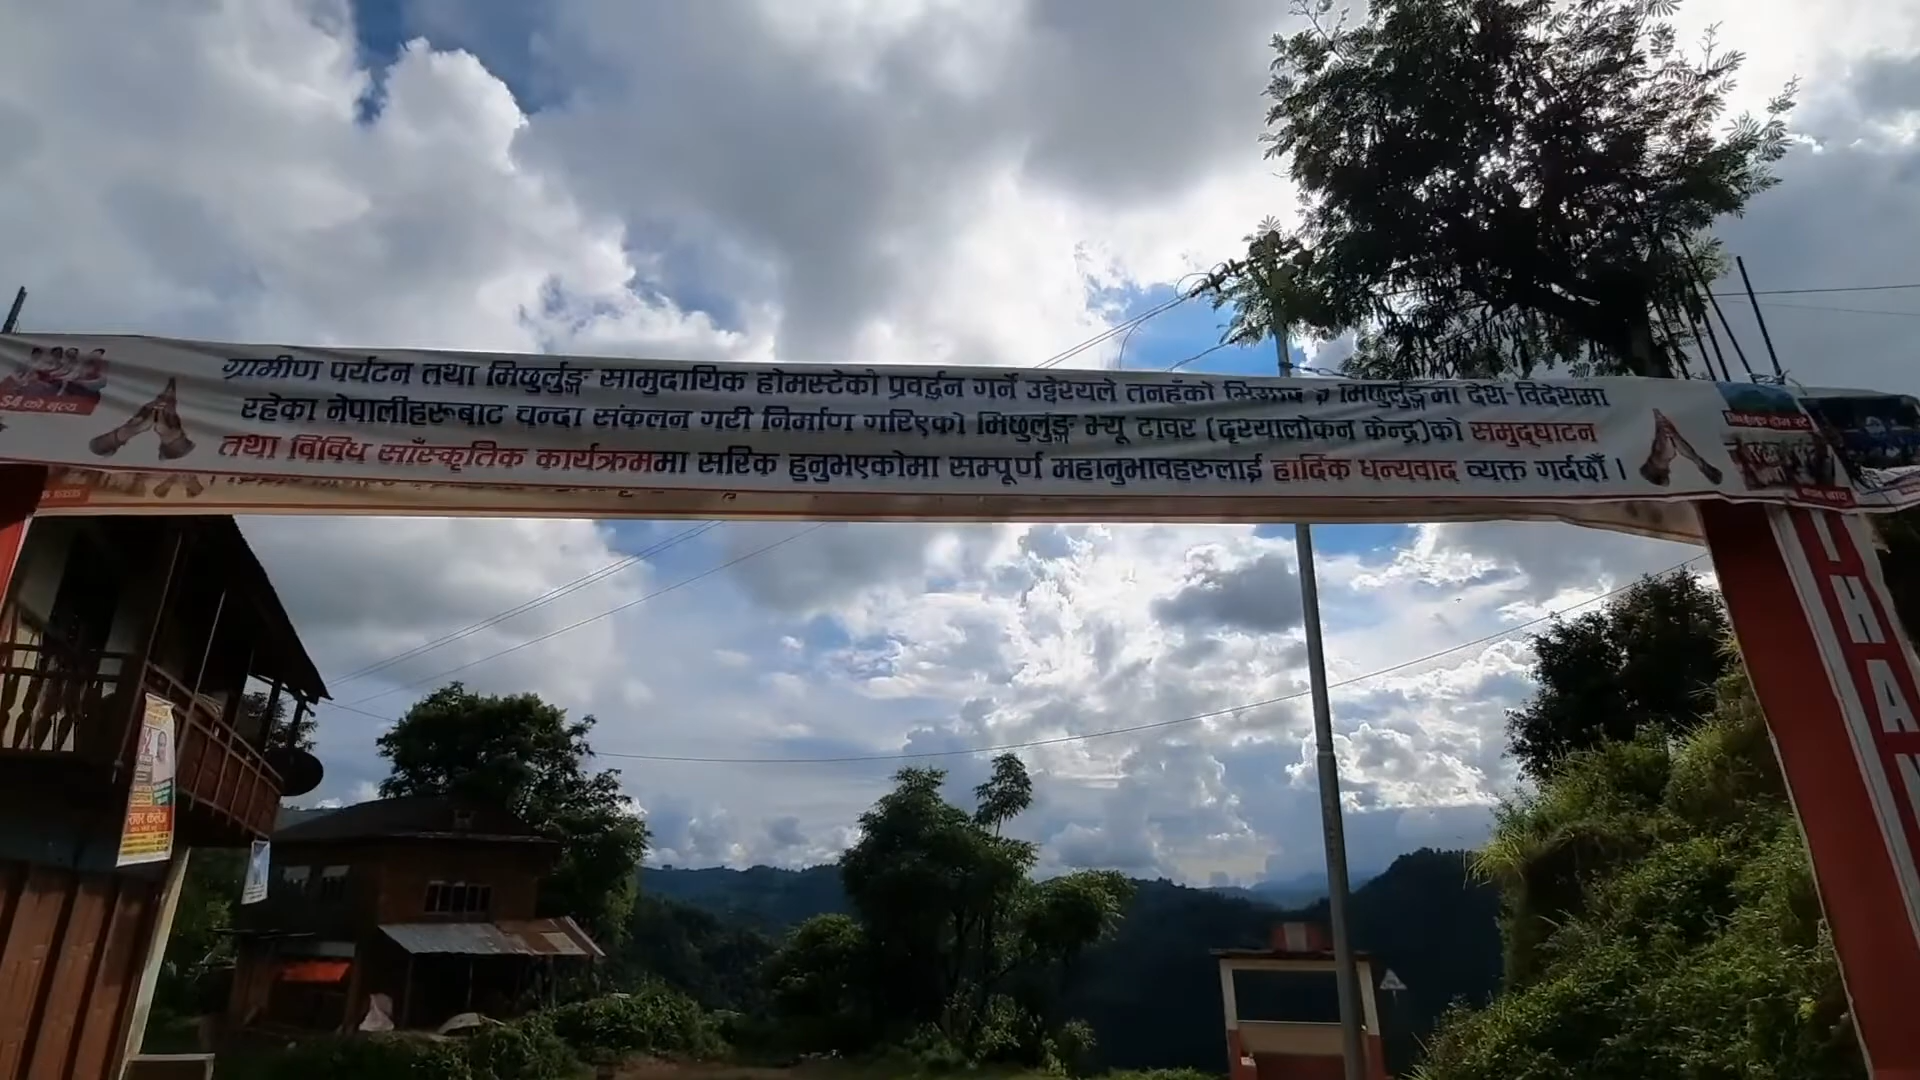 ग्रामीण पर्यटन तथा मिछुर्लुङ्ग सामुदायिक होमस्टेको प्रवर्द्धन गर्ने उद्देश्यले तनहुँको मिछुर्लुङ्गमा देश-विदेशमा
रहेका नेपालीहरूबाट चन्दा संकलन गरी निर्माण गरिएको मिछुर्लुङ्ग भ्यू टावर (दृश्यालोकन केन्द्र)को समुद्घाटन
तथा विविध साँस्कृतिक कार्यक्रममा सरिक हुनुभएकोमा सम्पूर्ण महानुभावहरुलाई हार्दिक धन्यवाद व्यक्त गर्दछौँ ।
THA